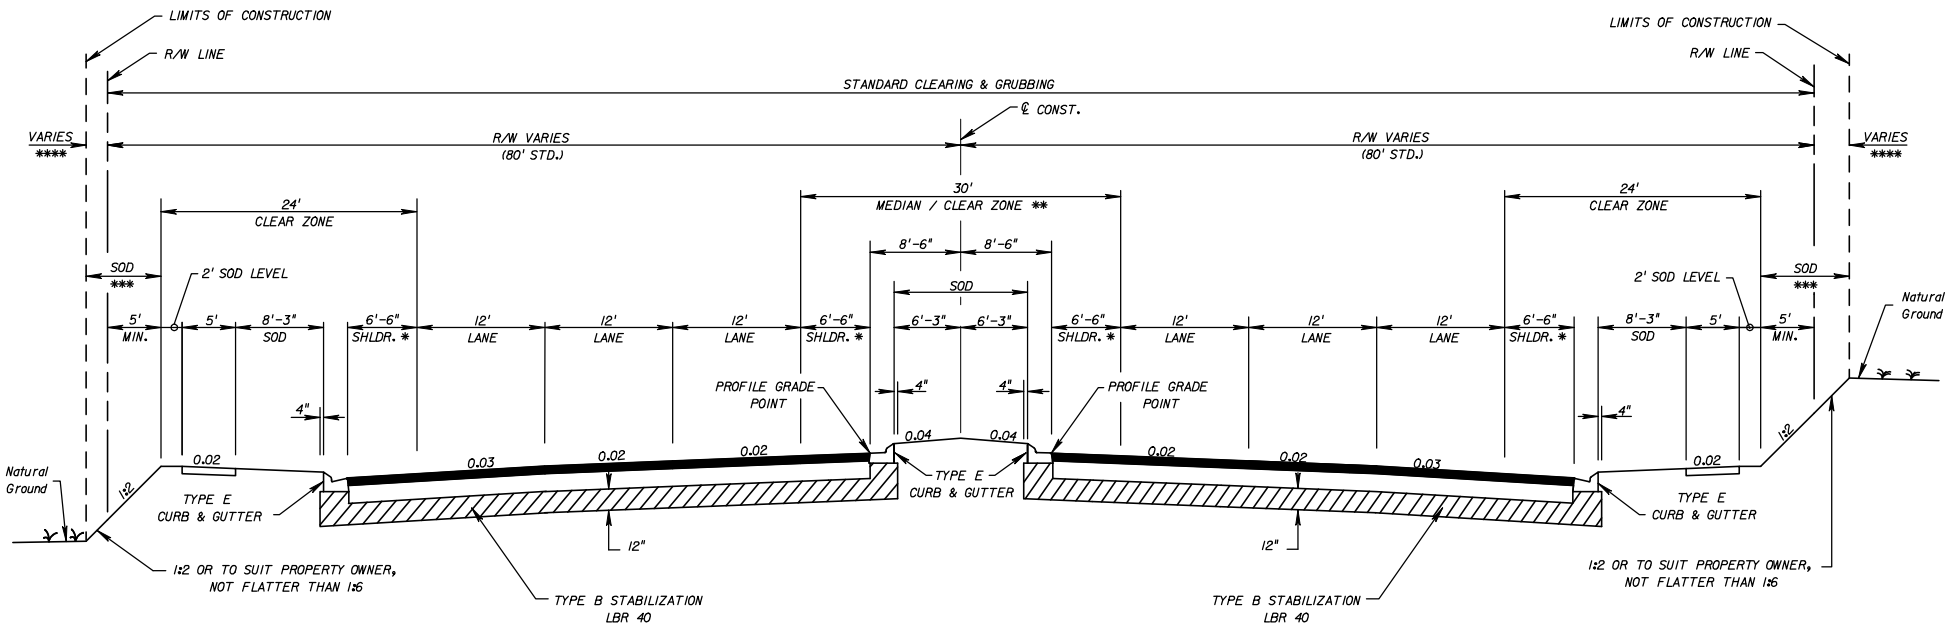 LIMITS OF CONSTRUCTION
LIMITS OF CONSTRUCTION
R/W LINE
R/W LINE
STANDARD CLEARING & GRUBBING
℄ CONST.
VARIES
****
R/W VARIES
(80' STD.)
R/W VARIES
(80' STD.)
VARIES
****
24'
CLEAR ZONE
30'
MEDIAN / CLEAR ZONE **
24'
CLEAR ZONE
8'-6"
8'-6"
SOD
***
2' SOD LEVEL
SOD
2' SOD LEVEL
SOD
***
Natural
Ground
5'
MIN.
5'
8'-3"
SOD
6'-6"
SHLDR. *
12'
LANE
12'
LANE
12'
LANE
6'-6"
SHLDR. *
6'-3"
6'-3"
6'-6"
SHLDR. *
12'
LANE
12'
LANE
12'
LANE
6'-6"
SHLDR. *
8'-3"
SOD
5'
5'
MIN.
PROFILE GRADE
POINT
4"
4"
PROFILE GRADE
POINT
4"
4"
0.02
0.03
0.02
0.02
0.04
0.04
0.02
0.02
0.03
0.02
1:2
1:2
Natural
Ground
TYPE E
CURB & GUTTER
TYPE E
CURB & GUTTER
TYPE E
CURB & GUTTER
12"
12"
1:2 OR TO SUIT PROPERTY OWNER,
NOT FLATTER THAN 1:6
1:2 OR TO SUIT PROPERTY OWNER,
NOT FLATTER THAN 1:6
TYPE B STABILIZATION
LBR 40
TYPE B STABILIZATION
LBR 40